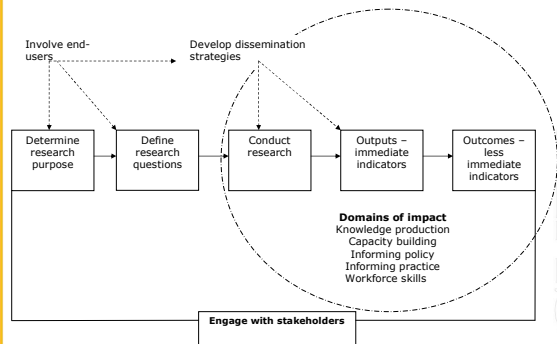 Involve end-
users
Develop dissemination
strategies
Determine
research
purpose
Define
research
questions
Conduct
research
Outputs –
immediate
indicators
Outcomes –
less
immediate
indicators
Domains of impact
Knowledge production
Capacity building
Informing policy
Informing practice
Workforce skills
Engage with stakeholders